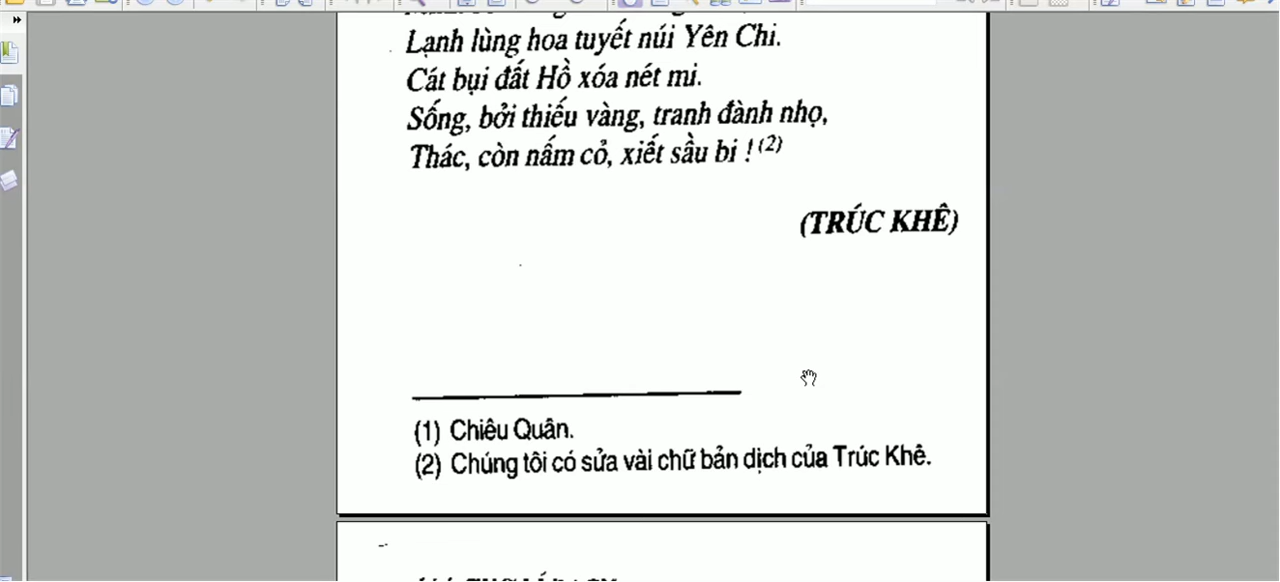 Lạnh lùng hoa tuyết núi Yên Chi.
Cát bụi đất Hồ xóa nét mi.
Sống, bởi thiếu vàng, tranh đành nhọ,
Thác, còn nấm cỏ, xiết sầu bi ! (2)
(TRÚC KHÊ)
(1) Chiêu Quân.
(2) Chúng tôi có sửa vài chữ bản dịch của Trúc Khê.